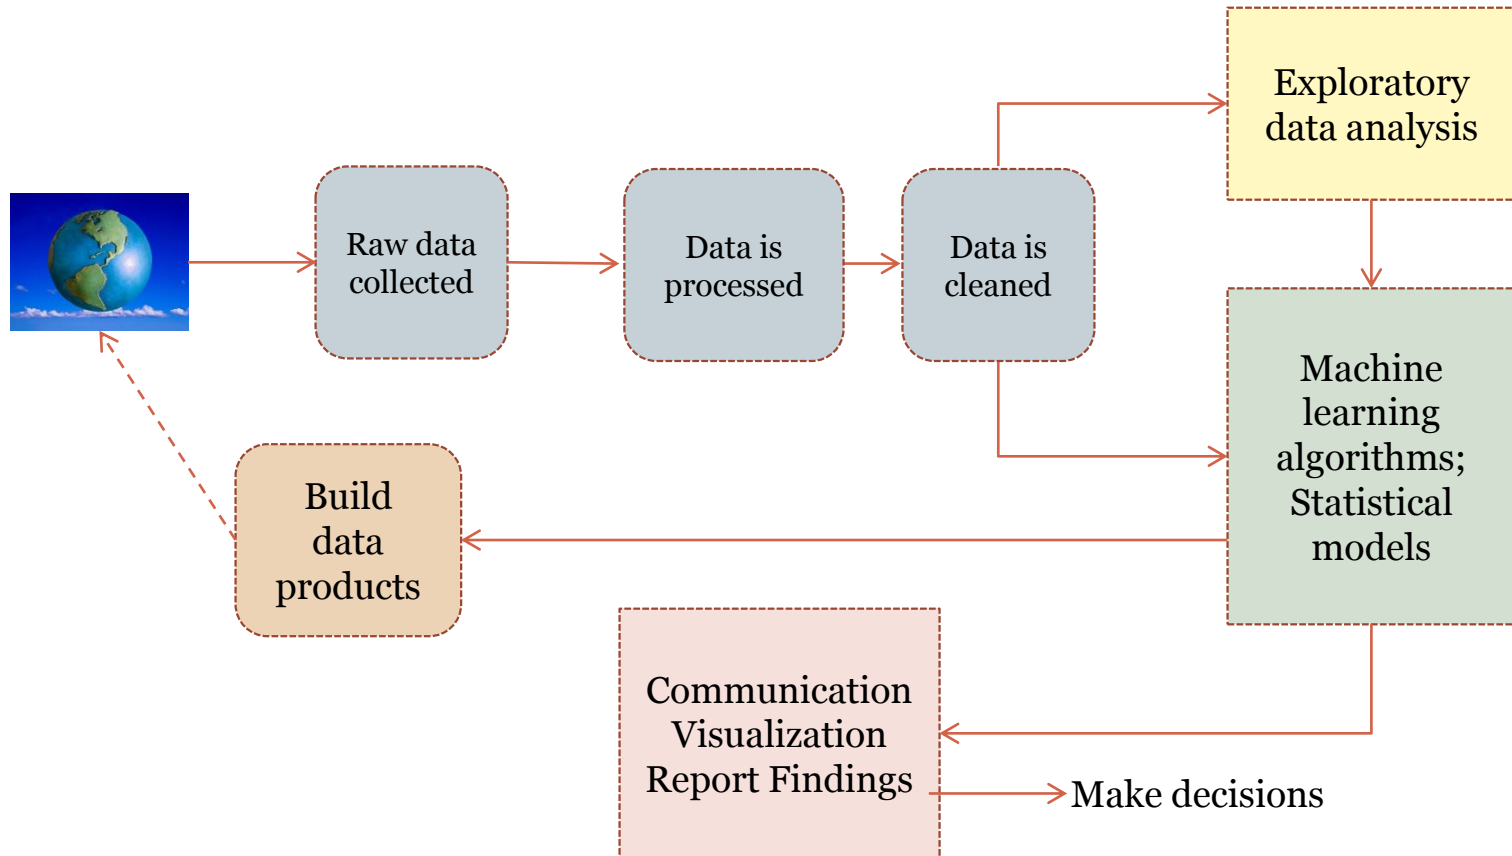 Exploratory
data analysis
Raw data
collected
Data is
processed
Data is
cleaned
Machine
learning
algorithms;
Statistical
models
Build
data
products
Communication
Visualization
Report Findings
Make decisions